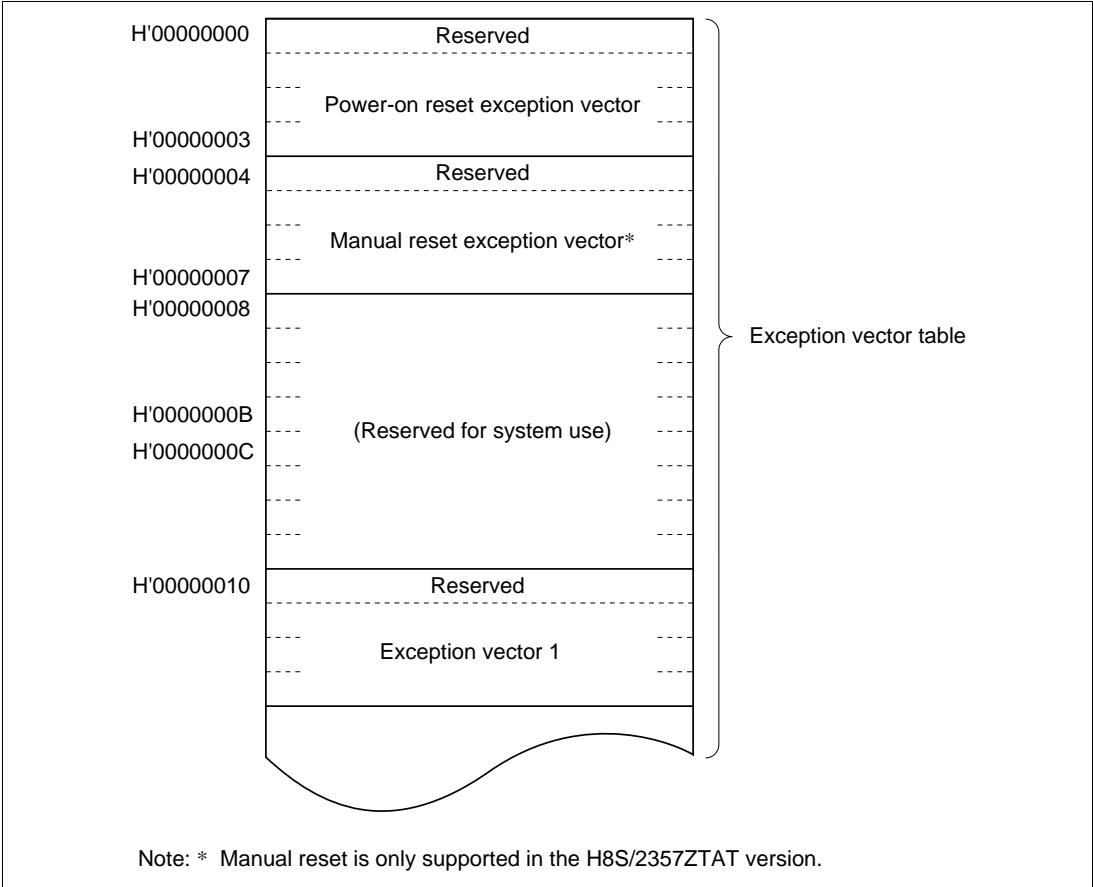 H'00000000
Reserved
Power-on reset exception vector
H'00000003
H'00000004
Reserved
Manual reset exception vector*
H'00000007
H'00000008
Exception vector table
H'0000000B
(Reserved for system use)
H'0000000C
H'00000010
Reserved
Exception vector 1
Note: * Manual reset is only supported in the H8S/2357ZTAT version.